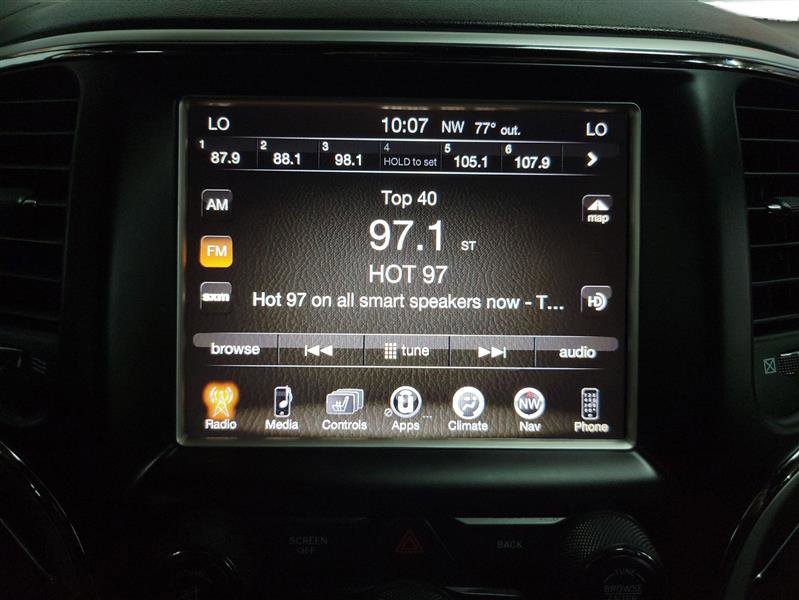 LO 10:07 NW 77° out. LO
1 87.9 2 88.1 3 98.1 4 HOLD to set 5 105.1 6 107.9
AM
Top 40
map
97.1 ST
FM
HOT 97
sxm
Hot 97 on all smart speakers now - T...
HD
browse tune audio
NW
Radio Media Controls Apps Climate Nav Phone
SCREEN
OFF
BACK
TUNE
BROWSE